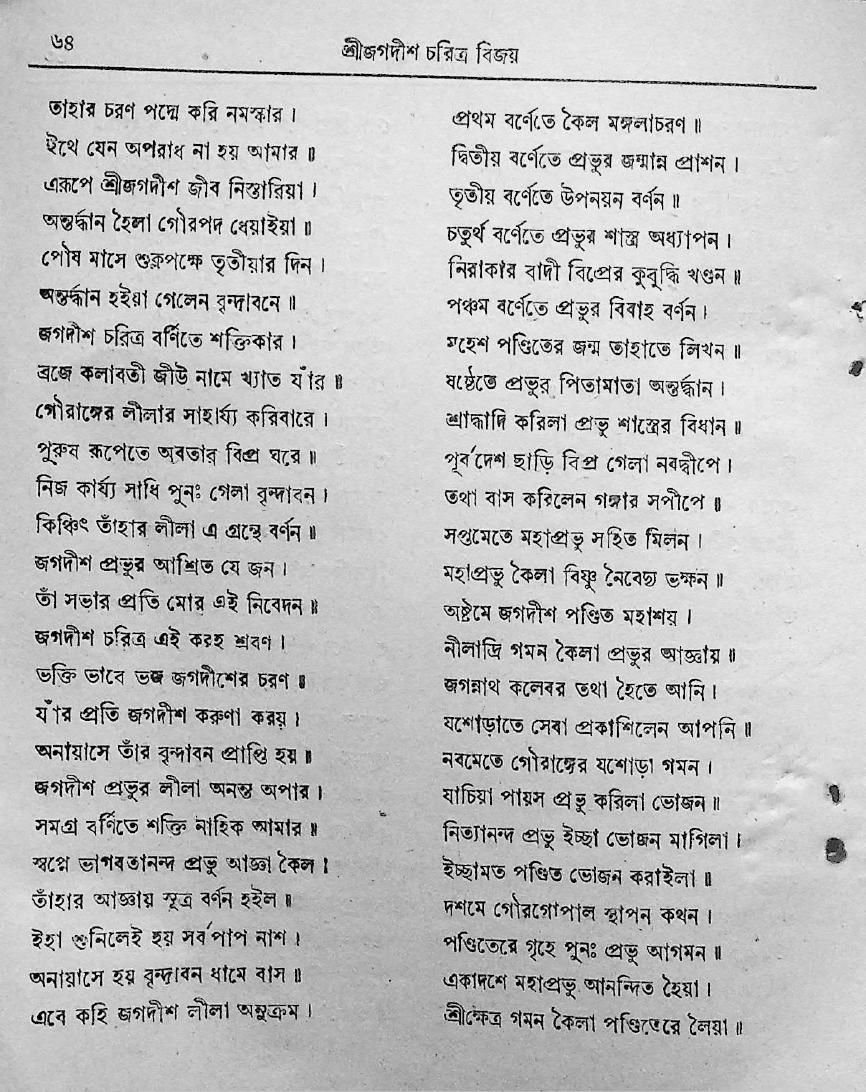 ৬৪
শ্রীজগদীশ চরিত্র বিজয়
তাহার চরণ পদ্মে করি নমস্কার ।
ইথে যেন অপরাধ না হয় আমার ॥
এরূপে শ্রীজগদীশ জীব নিস্তারিয়া ।
অন্তর্দ্ধান হৈলা গৌরপদ ধেয়াইয়া ॥
পৌষ মাসে শুক্লপক্ষে তৃতীয়ার দিন ।
অন্তর্দ্ধান হইয়া গেলেন বৃন্দাবনে ॥
জগদীশ চরিত্র বর্ণিতে শক্তিকার ।
ব্রজে কলাবতী জীউ নামে খ্যাত যাঁর ॥
গৌরাঙ্গের লীলার সাহার্য্য করিবারে ।
পুরুষ রূপেতে অবতার বিপ্র ঘরে ॥
নিজ কার্য্য সাধি পুনঃ গেলা বৃন্দাবন ।
কিঞ্চিৎ তাঁহার লীলা এ গ্রন্থে বর্ণন ॥
জগদীশ প্রভুর আশ্রিত যে জন ।
তাঁ সভার প্রতি মোর এই নিবেদন ॥
জগদীশ চরিত্র এই করহ শ্রবণ ।
ভক্তি ভাবে ভজ জগদীশের চরণ ॥
যাঁর প্রতি জগদীশ করুণা করয় ।
অনায়াসে তাঁর বৃন্দাবন প্রাপ্তি হয় ॥
জগদীশ প্রভুর লীলা অনন্ত অপার ।
সমগ্র বর্ণিতে শক্তি নাহিক আমার ॥
স্বপ্নে ভাগবতানন্দ প্রভু আজ্ঞা কৈল ।
তাঁহার আজ্ঞায় সূত্র বর্ণন হইল ॥
ইহা শুনিলেই হয় সর্বপাপ নাশ ।
অনায়াসে হয় বৃন্দাবন ধামে বাস ॥
এবে কহি জগদীশ লীলা অনুক্রম ।
প্রথম বর্ণেতে কৈল মঙ্গলাচরণ ॥
দ্বিতীয় বর্ণেতে প্রভুর জন্মান্ন প্রাশন ।
তৃতীয় বর্ণেতে উপনয়ন বর্ণন ॥
চতুর্থ বর্ণেতে প্রভুর শাস্ত্র অধ্যাপন ।
নিরাকার বাদী বিপ্রের কুবুদ্ধি খণ্ডন ॥
পঞ্চম বর্ণেতে প্রভুর বিবাহ বর্ণন ।
মহেশ পণ্ডিতের জন্ম তাহাতে লিখন ॥
ষষ্ঠেতে প্রভুর পিতামাতা অন্তর্দ্ধান ।
শ্রাদ্ধাদি করিলা প্রভু শাস্ত্রের বিধান ॥
পূর্বদেশ ছাড়ি বিপ্র গেলা নবদ্বীপে ।
তথা বাস করিলেন গঙ্গার সপীপে ॥
সপ্তমেতে মহাপ্রভু সহিত মিলন ।
মহাপ্রভু কৈলা বিষ্ণু নৈবেদ্য ভক্ষন ॥
অষ্টমে জগদীশ পণ্ডিত মহাশয় ।
নীলাদ্রি গমন কৈলা প্রভুর আজ্ঞায় ॥
জগন্নাথ কলেবর তথা হৈতে আনি ।
যশোড়াতে সেবা প্রকাশিলেন আপনি ॥
নবমেতে গৌরাঙ্গের যশোড়া গমন ।
যাচিয়া পায়স প্রভু করিলা ভোজন ॥
নিত্যানন্দ প্রভু ইচ্ছা ভোজন মাগিলা ।
ইচ্ছামত পণ্ডিত ভোজন করাইলা ॥
দশমে গৌরগোপাল স্থাপন কথন ।
পণ্ডিতেরে গৃহে পুনঃ প্রভু আগমন ॥
একাদশে মহাপ্রভু আনন্দিত হৈয়া ।
শ্রীক্ষেত্র গমন কৈলা পণ্ডিতেরে লৈয়া ॥